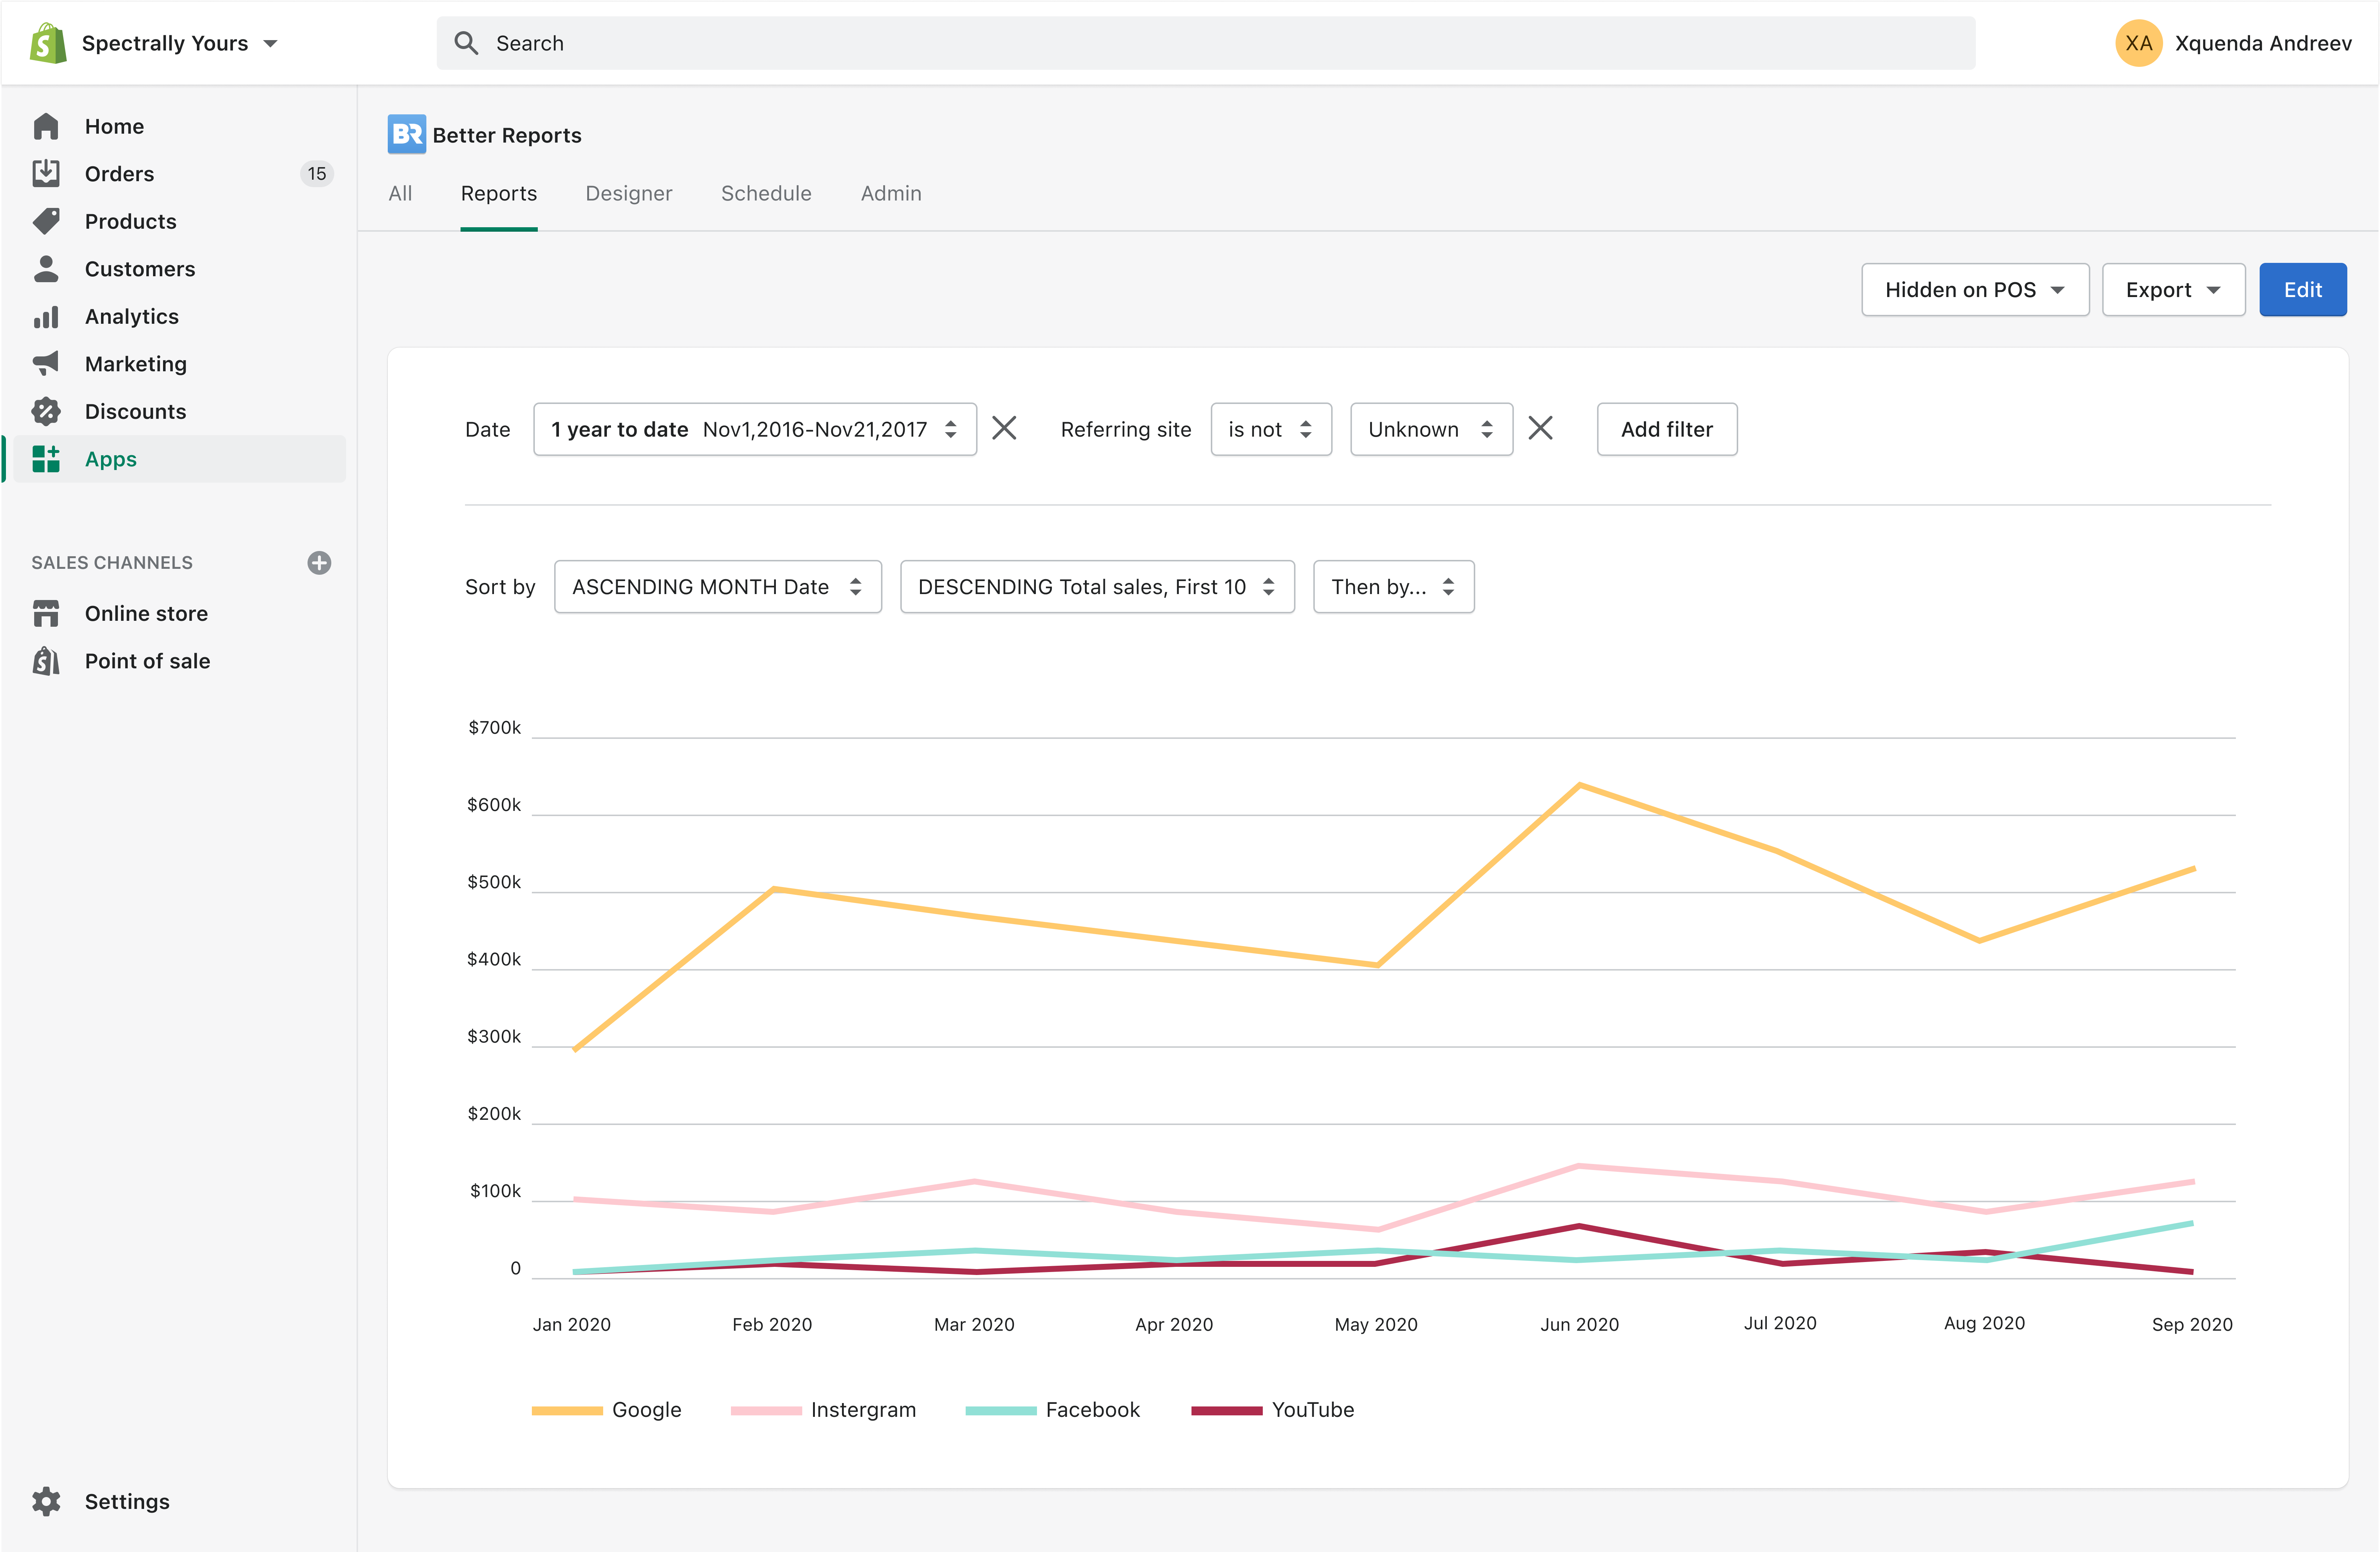 Spectrally Yours
Search
XA Xquenda Andreev
Home
Orders 15
Products
Customers
Analytics
Marketing
Discounts
Apps
SALES CHANNELS
Online store
Point of sale
Settings
BR Better Reports
All Reports Designer Schedule Admin
Hidden on POS Export Edit
Date 1 year to date Nov1,2016-Nov21,2017 Referring site is not Unknown Add filter
Sort by ASCENDING MONTH Date DESCENDING Total sales, First 10 Then by...
$700k
$600k
$500k
$400k
$300k
$200k
$100k
0
Jan 2020 Feb 2020 Mar 2020 Apr 2020 May 2020 Jun 2020 Jul 2020 Aug 2020 Sep 2020
Google Instergram Facebook YouTube